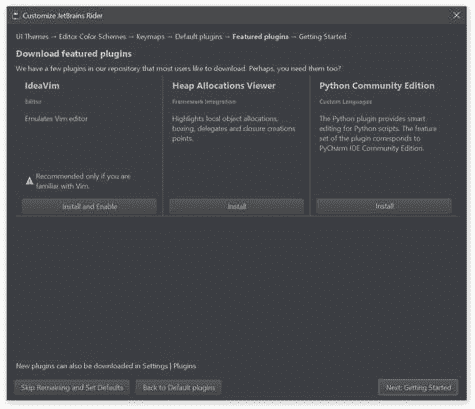 Customize JetBrains Rider
UI Themes → Editor Color Schemes → Keymaps → Default plugins → Featured plugins → Getting Started
Download featured plugins
We have a few plugins in our repository that most users like to download. Perhaps, you need them too?
IdeaVim
Editor
Emulates Vim editor
Recommended only if you are
familiar with Vim.
Install and Enable
Heap Allocations Viewer
Framework Integration
Highlights local object allocations,
boxing, delegates and closure creations
points.
Install
Python Community Edition
Custom Languages
The Python plugin provides smart
editing for Python scripts. The feature
set of the plugin corresponds to
PyCharm IDE Community Edition.
Install
New plugins can also be downloaded in Settings | Plugins
Skip Remaining and Set Defaults
Back to Default plugins
Next: Getting Started